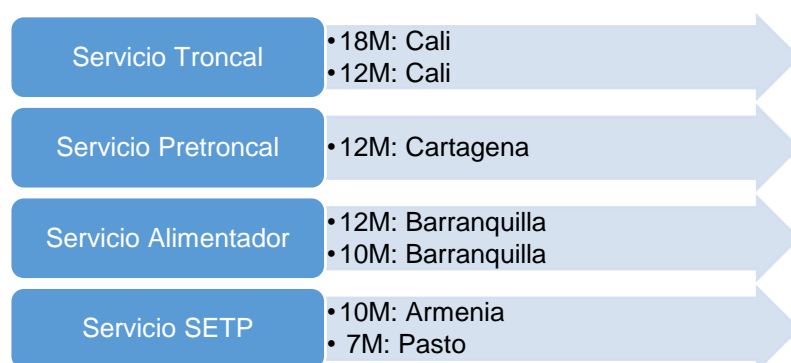 Servicio Troncal
•18M: Cali
•12M: Cali
Servicio Pretroncal
•12M: Cartagena
Servicio Alimentador
•12M: Barranquilla
•10M: Barranquilla
Servicio SETP
•10M: Armenia
• 7M: Pasto